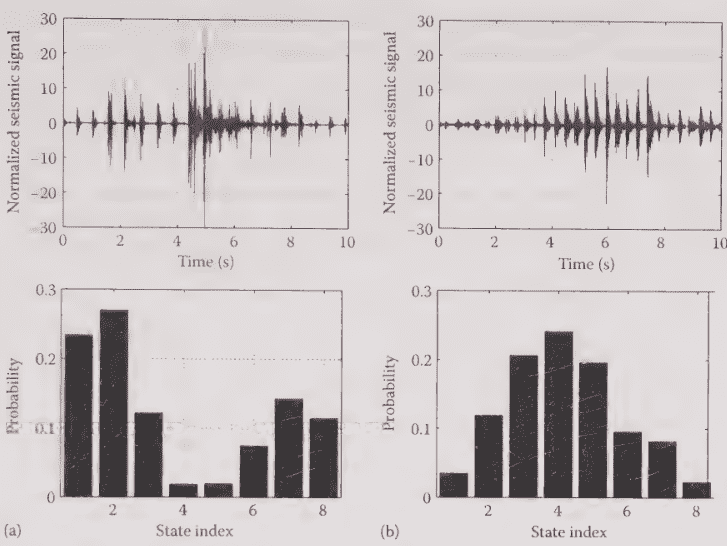 Normalized seismic signal
30
20
10
0
−10
−20
30
0 2 4 6 8 10
Time (s)
Normalized seismic signal
30
20
10
0
−10
−20
−30
0 2 4 6 8 10
Time (s)
Probability
0.3
0.2
0.1
0
2 4 6 8
(a) State index
Probability
0.3
0.2
0.1
0
2 4 6 8
(b) State index